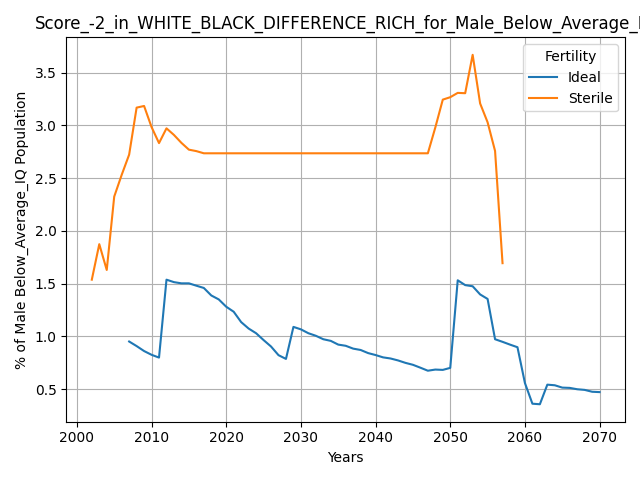 Score_-2_in_WHITE_BLACK_DIFFERENCE_RICH_for_Male_Below_Average_
Fertility
Ideal
Sterile
% of Male Below_Average_IQ Population
3.5
3.0
2.5
2.0
1.5
1.0
0.5
2000 2010 2020 2030 2040 2050 2060 2070
Years